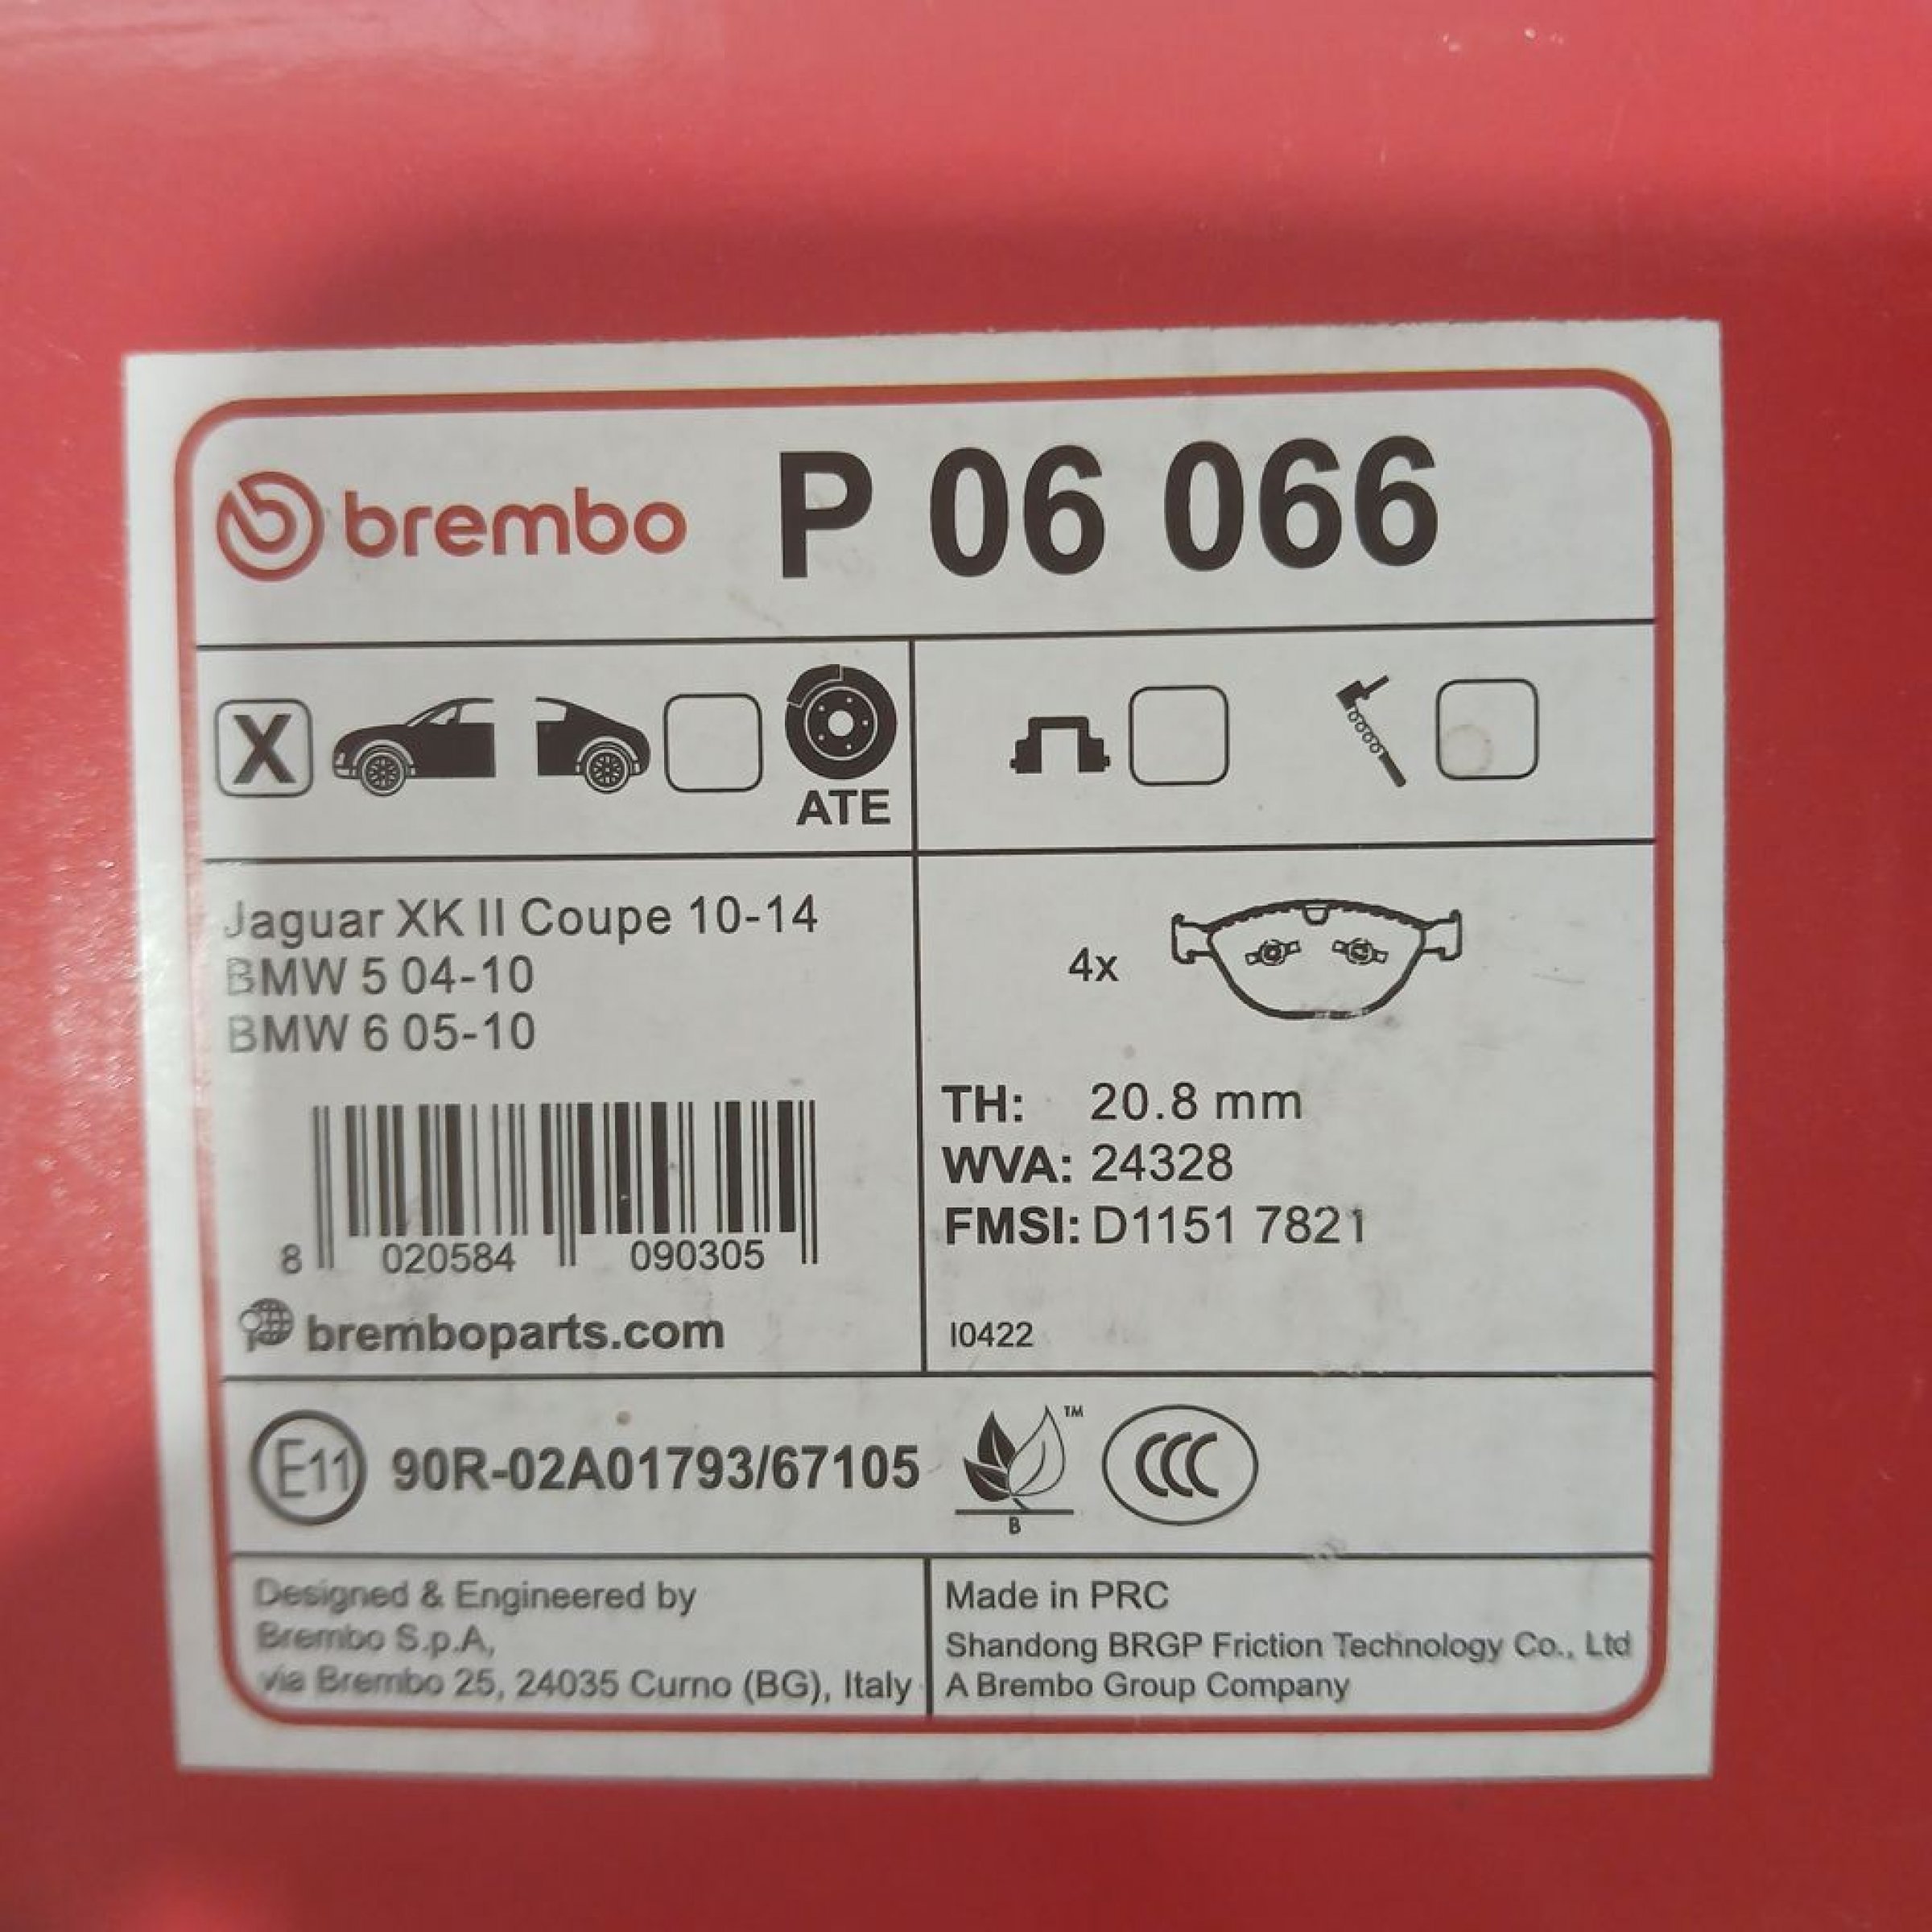 brembo P 06 066
X
ATE
Jaguar XK II Coupe 10-14
BMW 5 04-10
BMW 6 05-10
4x
TH: 20.8 mm
WVA: 24328
FMSI: D1151 7821
8 020584 090305
bremboparts.com
I0422
E11 90R-02A01793/67105
TM
B
CCC
Designed & Engineered by
Brembo S.p.A,
via Brembo 25, 24035 Curno (BG), Italy
Made in PRC
Shandong BRGP Friction Technology Co., Ltd
A Brembo Group Company